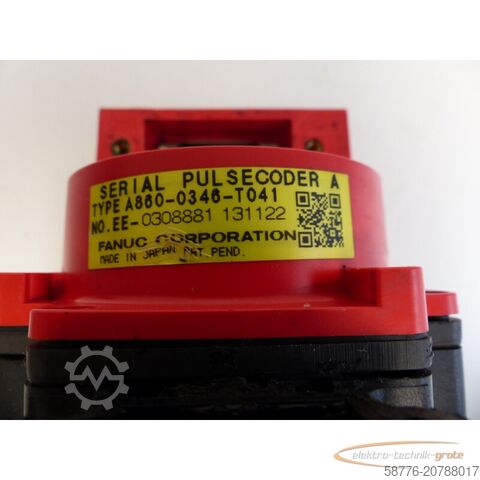 SERIAL PULSECODER A
TYPE A860-0346-T041
NO.EE-0308881 131122
FANUC CORPORATION
MADE IN JAPAN PAT PEND.
elektro-technik-grote
58776-20788017